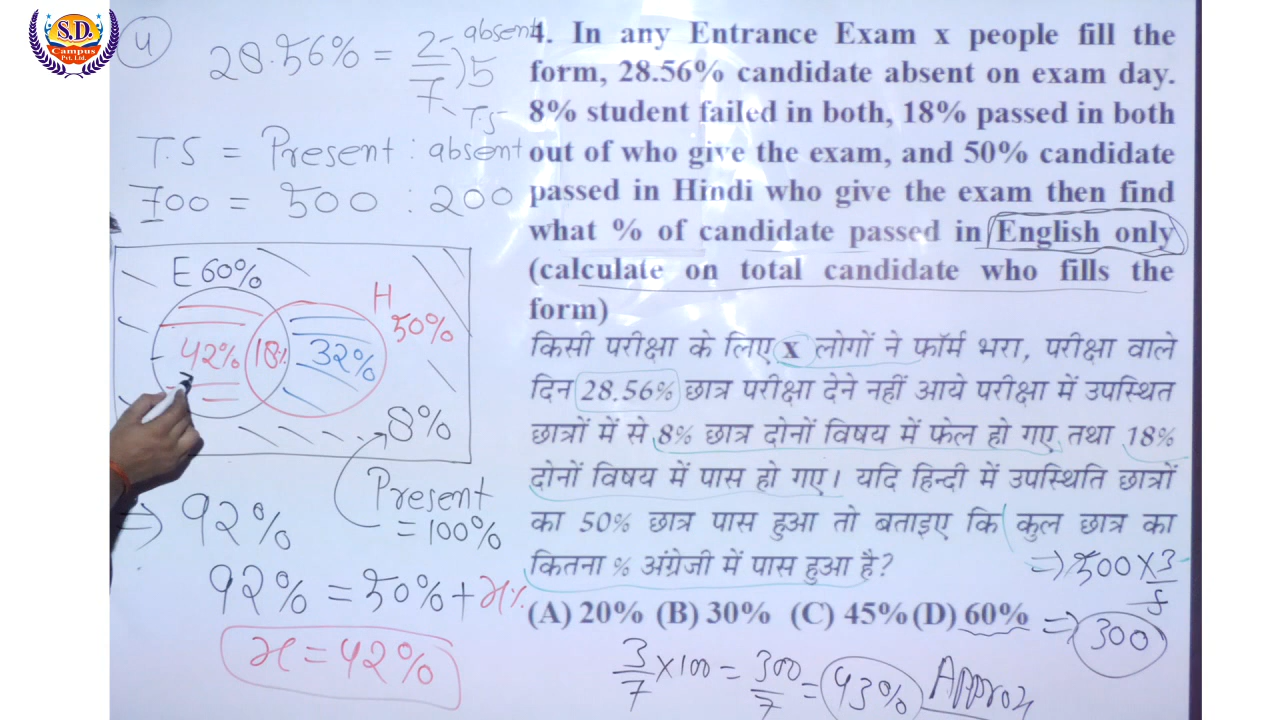 S.D.
Campus
Pvt. Ltd.
4
28.56% = 2/7 ) 5
absent
T.S
T.S = Present : absent
700 = 500 : 200
E 60%
H
50%
42% 18% 32%
8%
Present
= 100%
⇒ 92%
92% = 50% + x%
x = 42%
4. In any Entrance Exam x people fill the
form, 28.56% candidate absent on exam day.
8% student failed in both, 18% passed in both
out of who give the exam, and 50% candidate
passed in Hindi who give the exam then find
what % of candidate passed in English only
(calculate on total candidate who fills the
form)
किसी परीक्षा के लिए x लोगों ने फॉर्म भरा, परीक्षा वाले
दिन 28.56% छात्र परीक्षा देने नहीं आये परीक्षा में उपस्थित
छात्रों में से 8% छात्र दोनों विषय में फेल हो गए तथा 18%
दोनों विषय में पास हो गए। यदि हिन्दी में उपस्थिति छात्रों
का 50% छात्र पास हुआ तो बताइए कि कुल छात्र का
कितना % अंग्रेजी में पास हुआ है?
⇒ 500 × 3/5
(A) 20% (B) 30% (C) 45% (D) 60%
⇒ 300
3/7 × 100 = 300/7 = 43% Approx